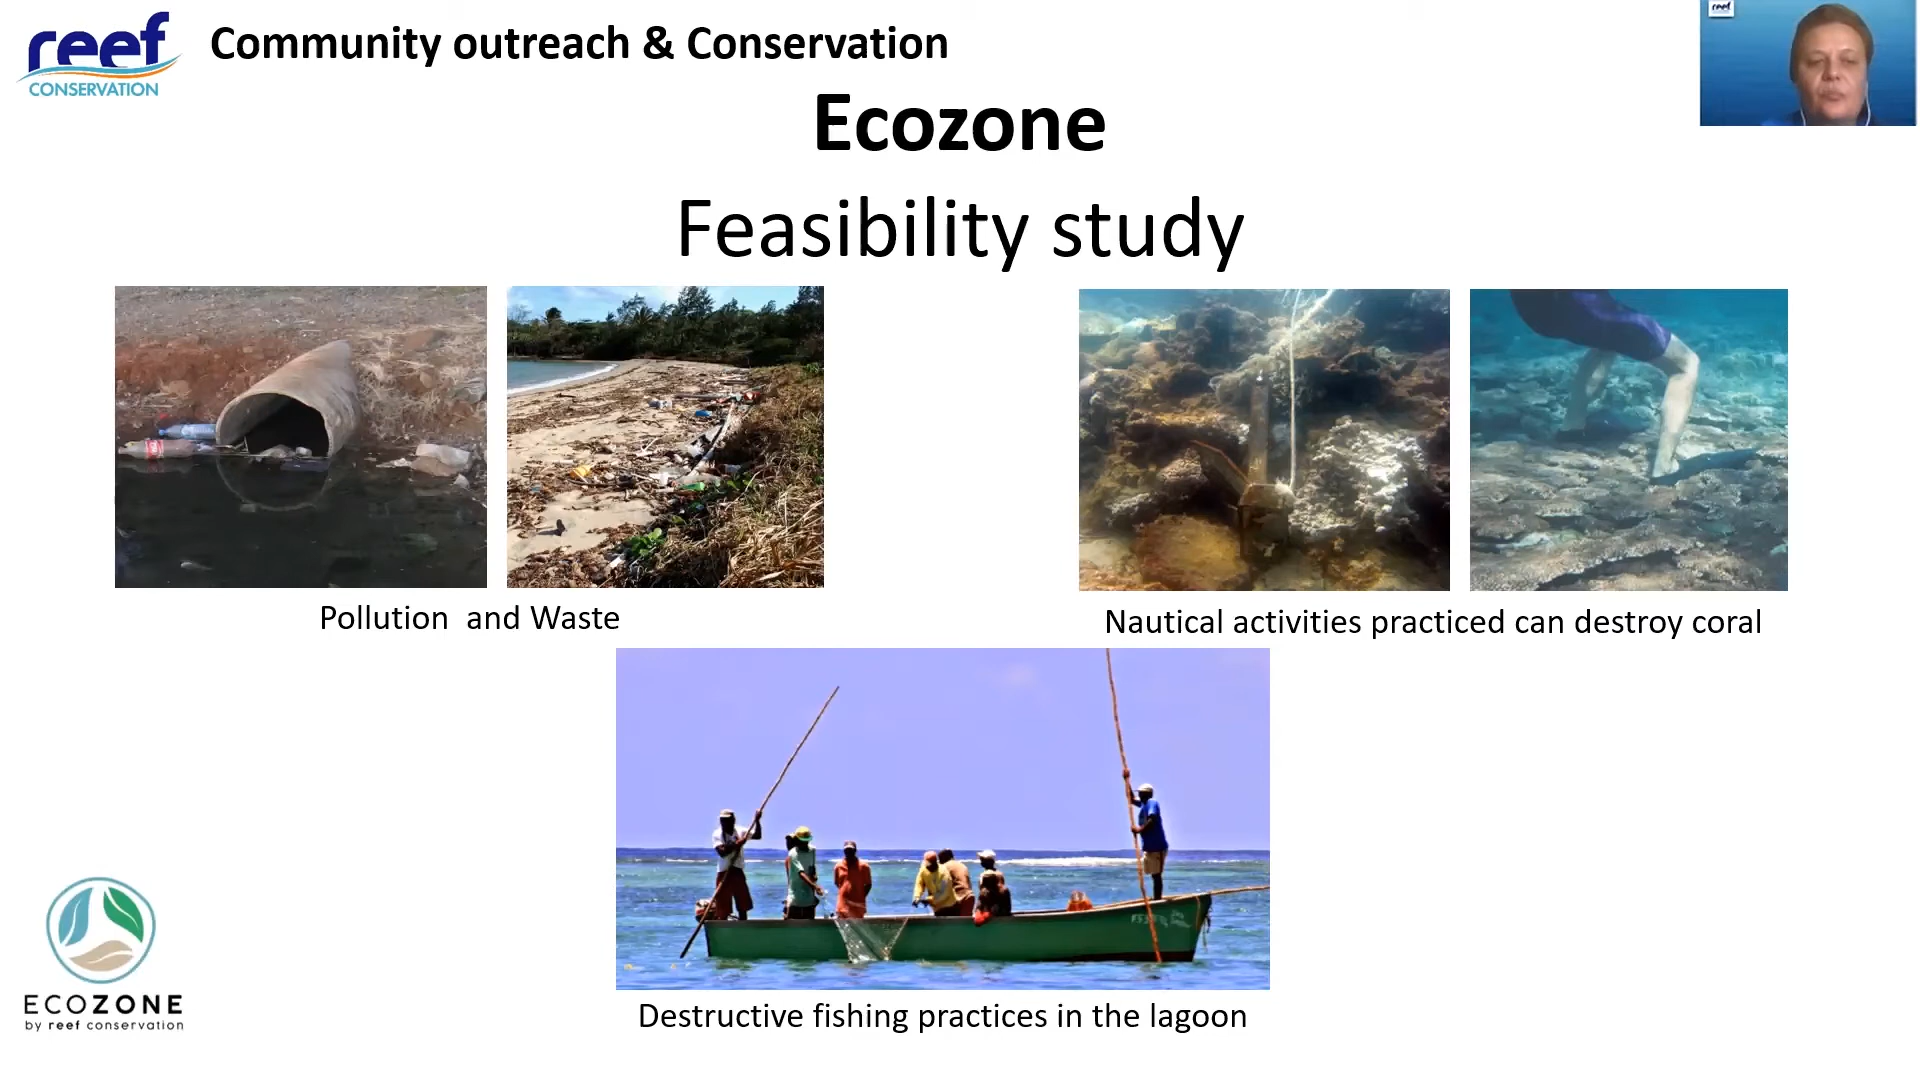 reef
CONSERVATION
Community outreach & Conservation
reef
Ecozone
Feasibility study
Pollution and Waste
Nautical activities practiced can destroy coral
Destructive fishing practices in the lagoon
ECOZONE
by reef conservation